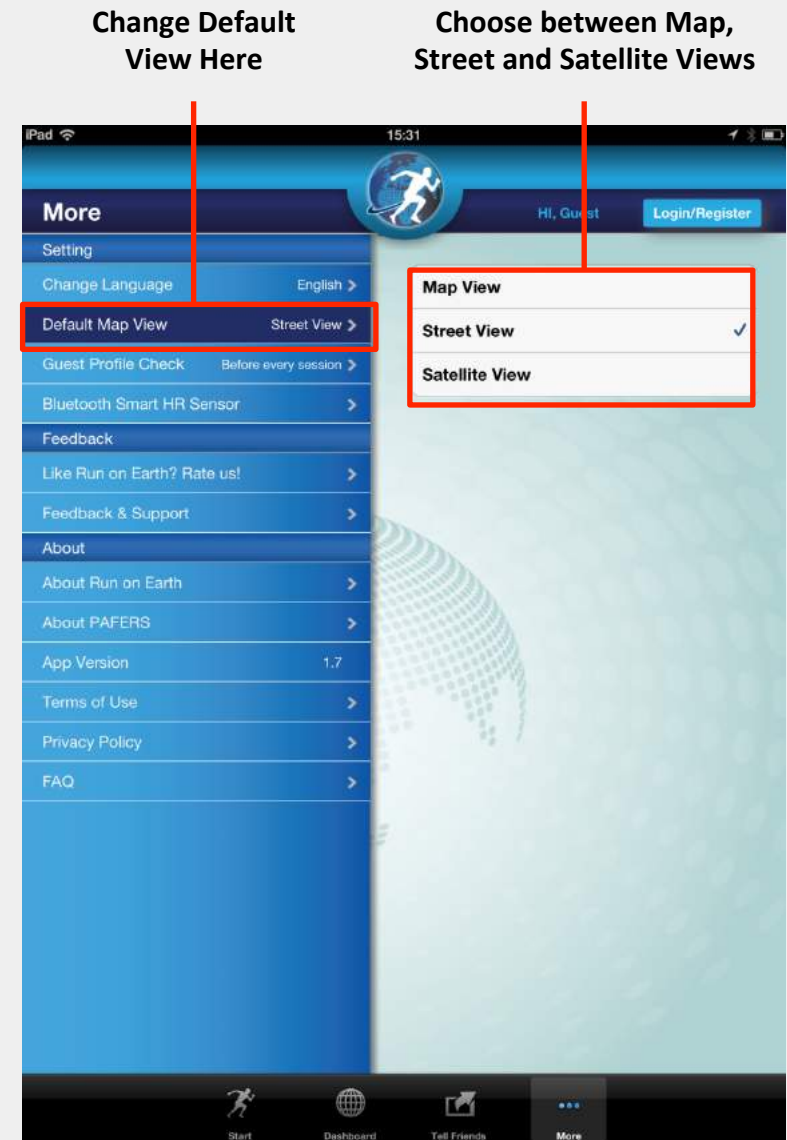 Change Default
View Here
Choose between Map,
Street and Satellite Views
iPad 15:31
More
HI, Guest Login/Register
Setting
Change Language English >
Default Map View Street View >
Guest Profile Check Before every session >
Bluetooth Smart HR Sensor >
Feedback
Like Run on Earth? Rate us! >
Feedback & Support >
About
About Run on Earth >
About PAFERS >
App Version 1.7
Terms of Use >
Privacy Policy >
FAQ >
Map View
Street View ✓
Satellite View
Start Dashboard Tell Friends More